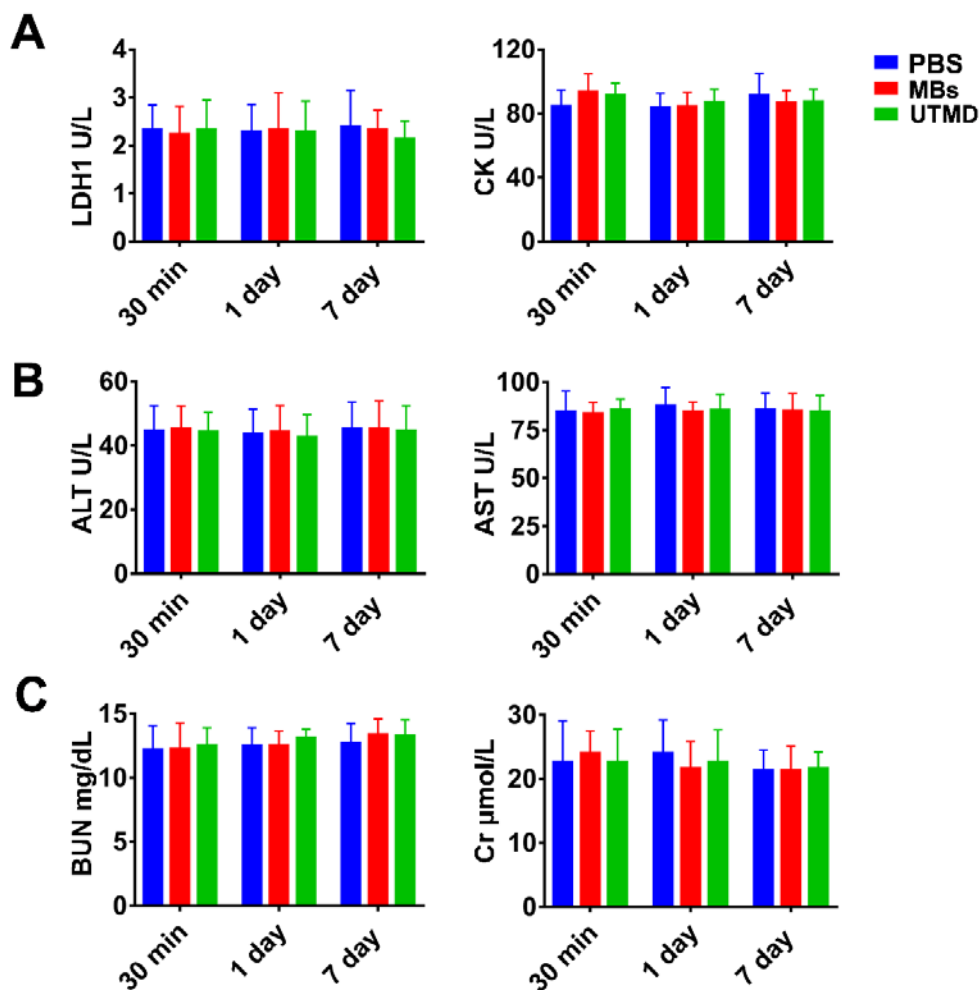 A
LDH1 U/L
4
3
2
1
0
30 min
1 day
7 day
CK U/L
120
80
40
0
30 min
1 day
7 day
PBS
MBs
UTMD
B
ALT U/L
60
40
20
0
30 min
1 day
7 day
AST U/L
100
75
50
25
0
30 min
1 day
7 day
C
BUN mg/dL
15
10
5
0
30 min
1 day
7 day
Cr μmol/L
30
20
10
0
30 min
1 day
7 day